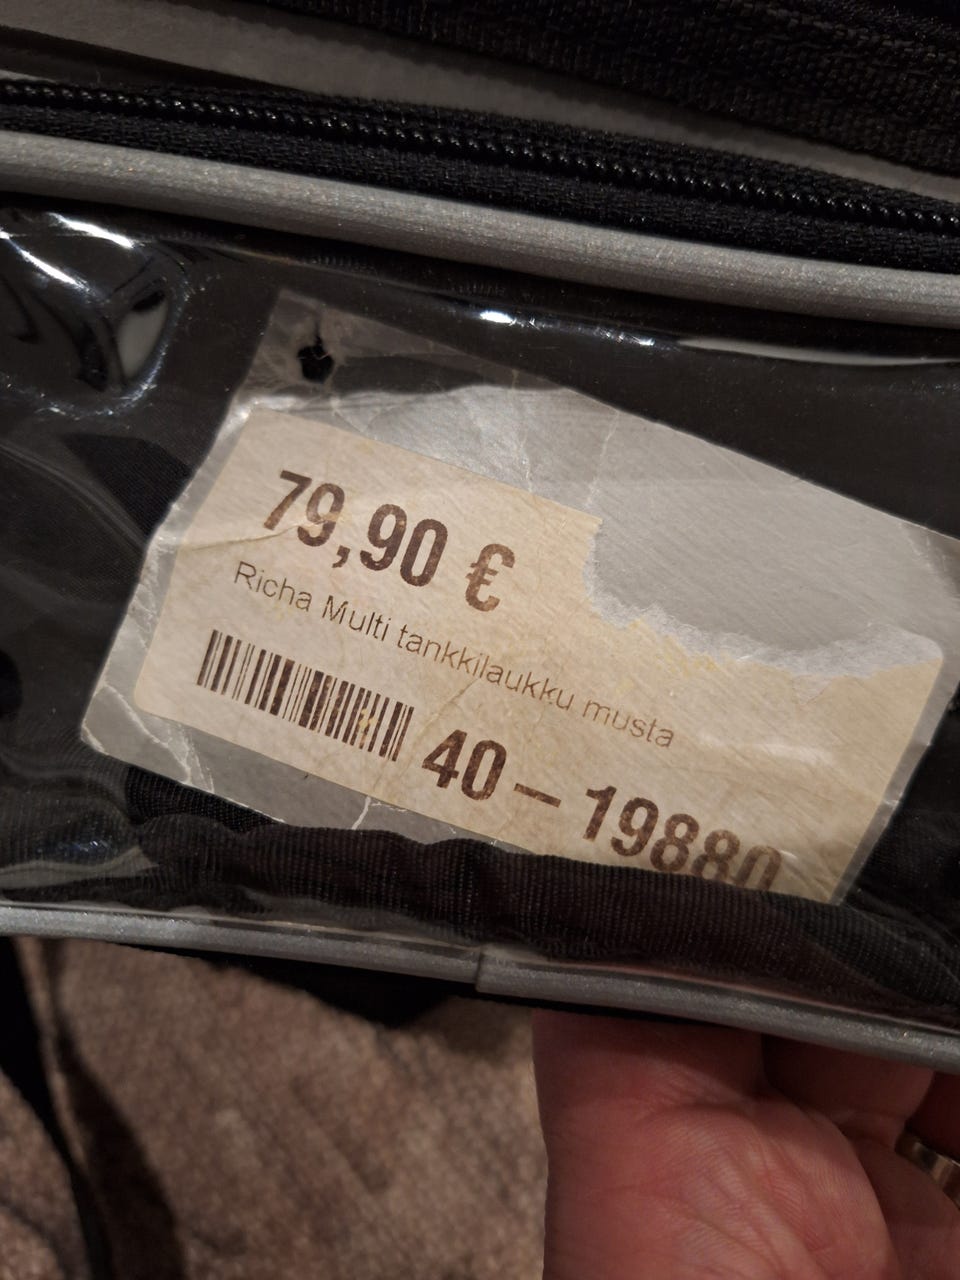 79,90 €
Richa Multi tankkilaukku musta
40 – 19880